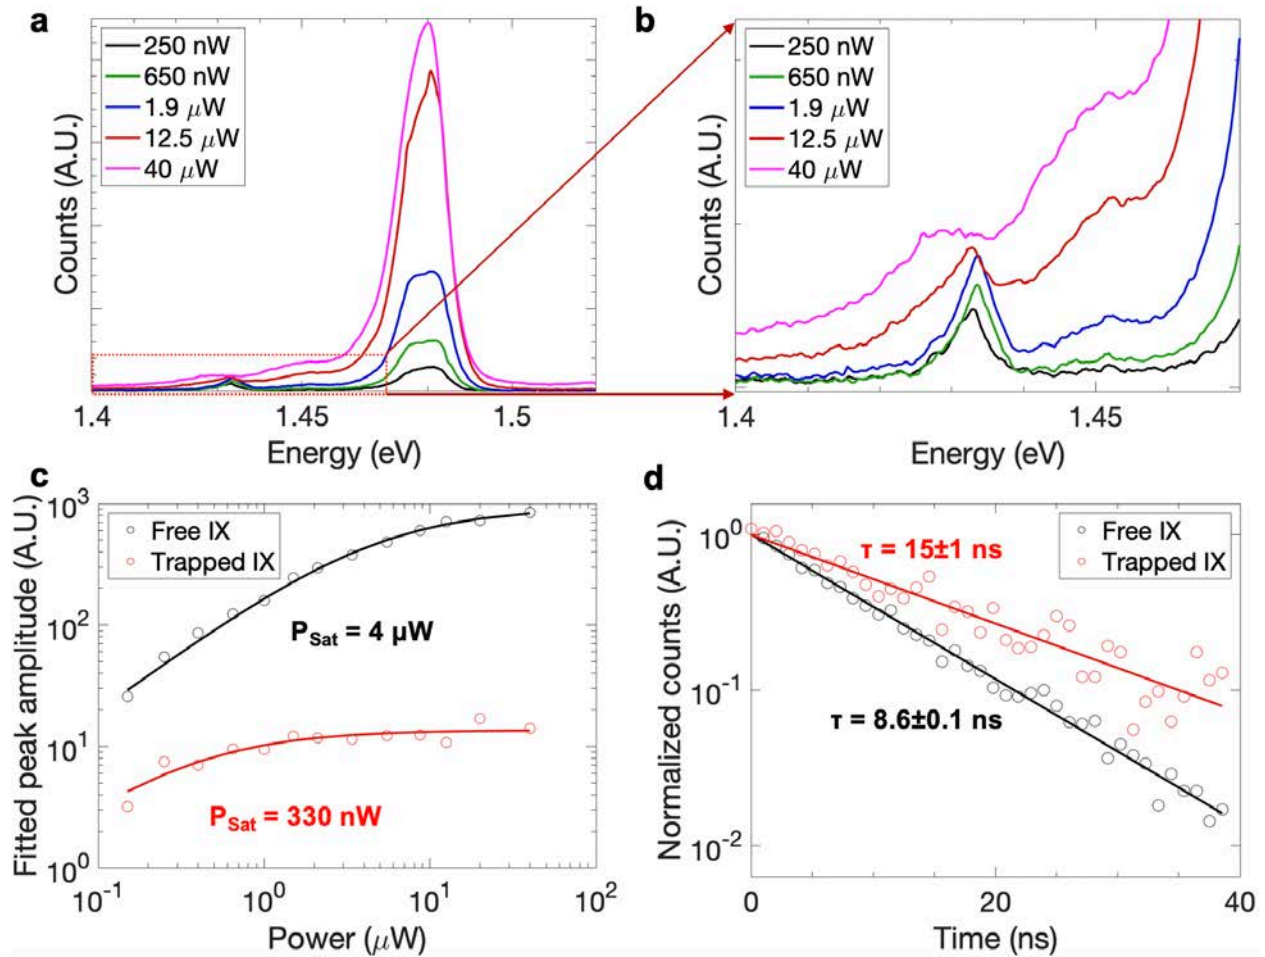 a
250 nW
650 nW
1.9 μW
12.5 μW
40 μW
Counts (A.U.)
1.4
1.45
1.5
Energy (eV)
b
250 nW
650 nW
1.9 μW
12.5 μW
40 μW
Counts (A.U.)
1.4
1.45
Energy (eV)
c
Free IX
Trapped IX
P_Sat = 4 μW
P_Sat = 330 nW
Fitted peak amplitude (A.U.)
10^3
10^2
10^1
10^0
10^-1
10^0
10^1
10^2
Power (μW)
d
Free IX
Trapped IX
τ = 15±1 ns
τ = 8.6±0.1 ns
Normalized counts (A.U.)
10^0
10^-1
10^-2
0
20
40
Time (ns)